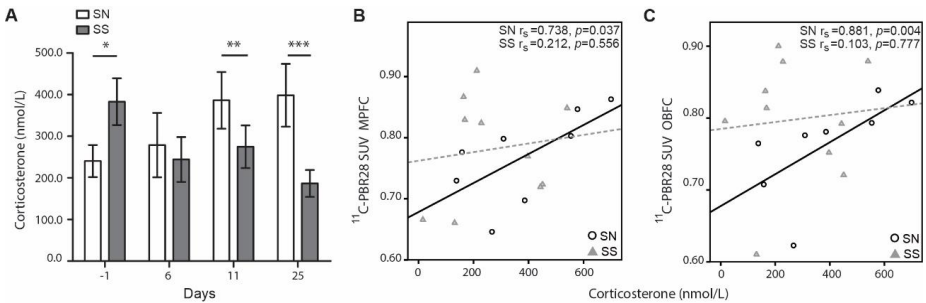 A
SN
SS
Corticosterone (nmol/L)
500.0
400.0
300.0
200.0
100.0
0.0
*
**
***
-1
6
11
25
Days
B
SN rs=0.738, p=0.037
SS rs=0.212, p=0.556
11C-PBR28 SUV MPFC
0.90
0.80
0.70
0.60
SN
SS
0
200
400
600
C
SN rs=0.881, p=0.004
SS rs=0.103, p=0.777
11C-PBR28 SUV OBFC
0.90
0.80
0.70
0.60
SN
SS
0
200
400
600
Corticosterone (nmol/L)